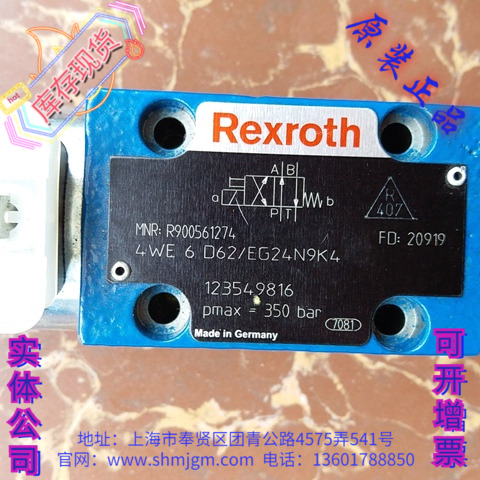 hot
库存现货
原装正品
Rexroth
A B
a
b
P T
R
407
MNR: R900561274
FD: 20919
4WE 6 D62/EG24N9K4
123549816
pmax = 350 bar
7081
Made in Germany
实体公司
可开增票
地址：上海市奉贤区团青公路4575弄541号
官网：www.shmjgm.com 电话：13601788850